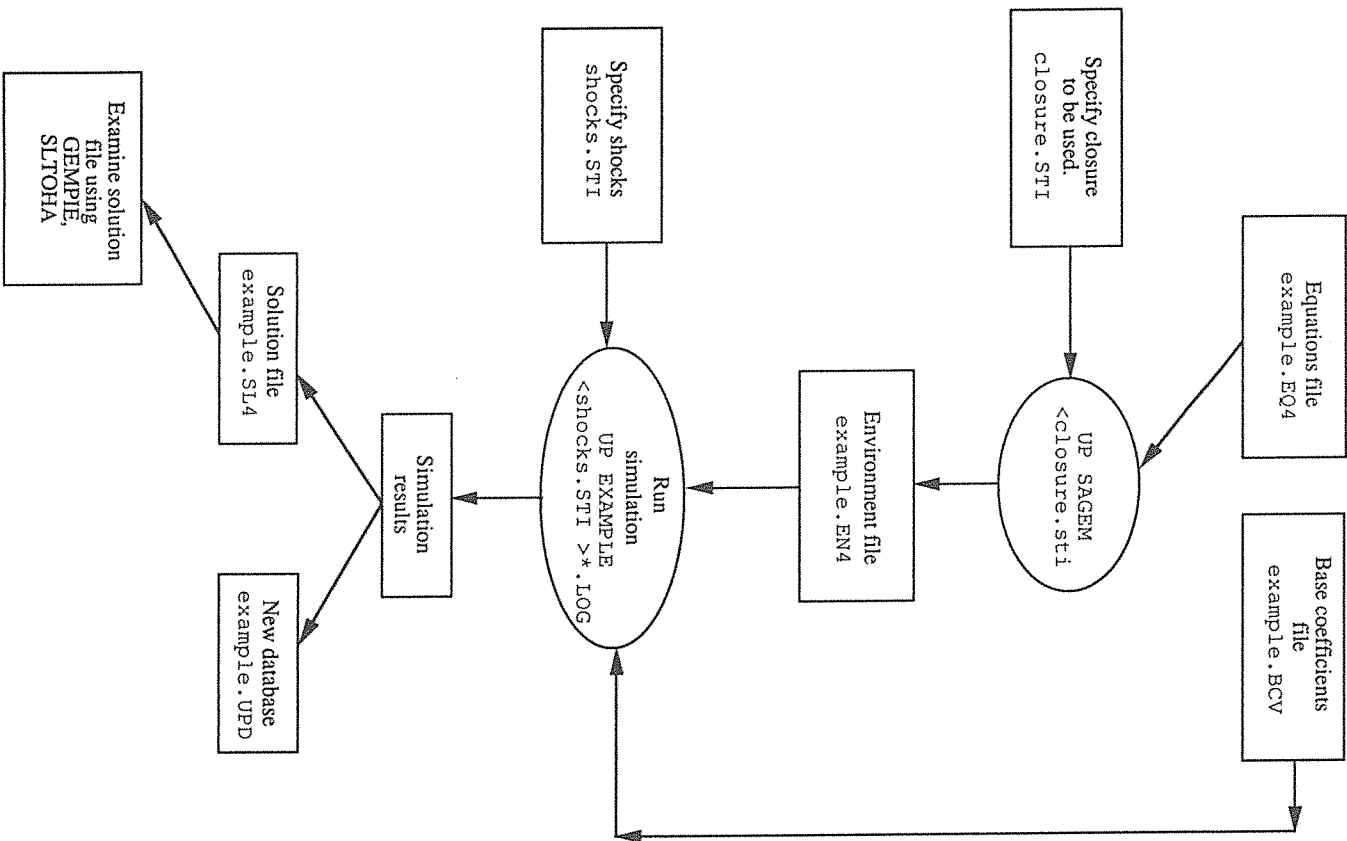 Equations file
example.EQ4
Base coefficients
file
example.BCV
Specify closure
to be used.
closure.STI
UP SAGEM
<closure.sti
Environment file
example.EN4
Specify shocks
shocks.STI
Run
simulation
UP EXAMPLE
<shocks.STI >*.LOG
Simulation
results
Solution file
example.SL4
New database
example.UPD
Examine solution
file using
GEMPIE,
SLTOHA